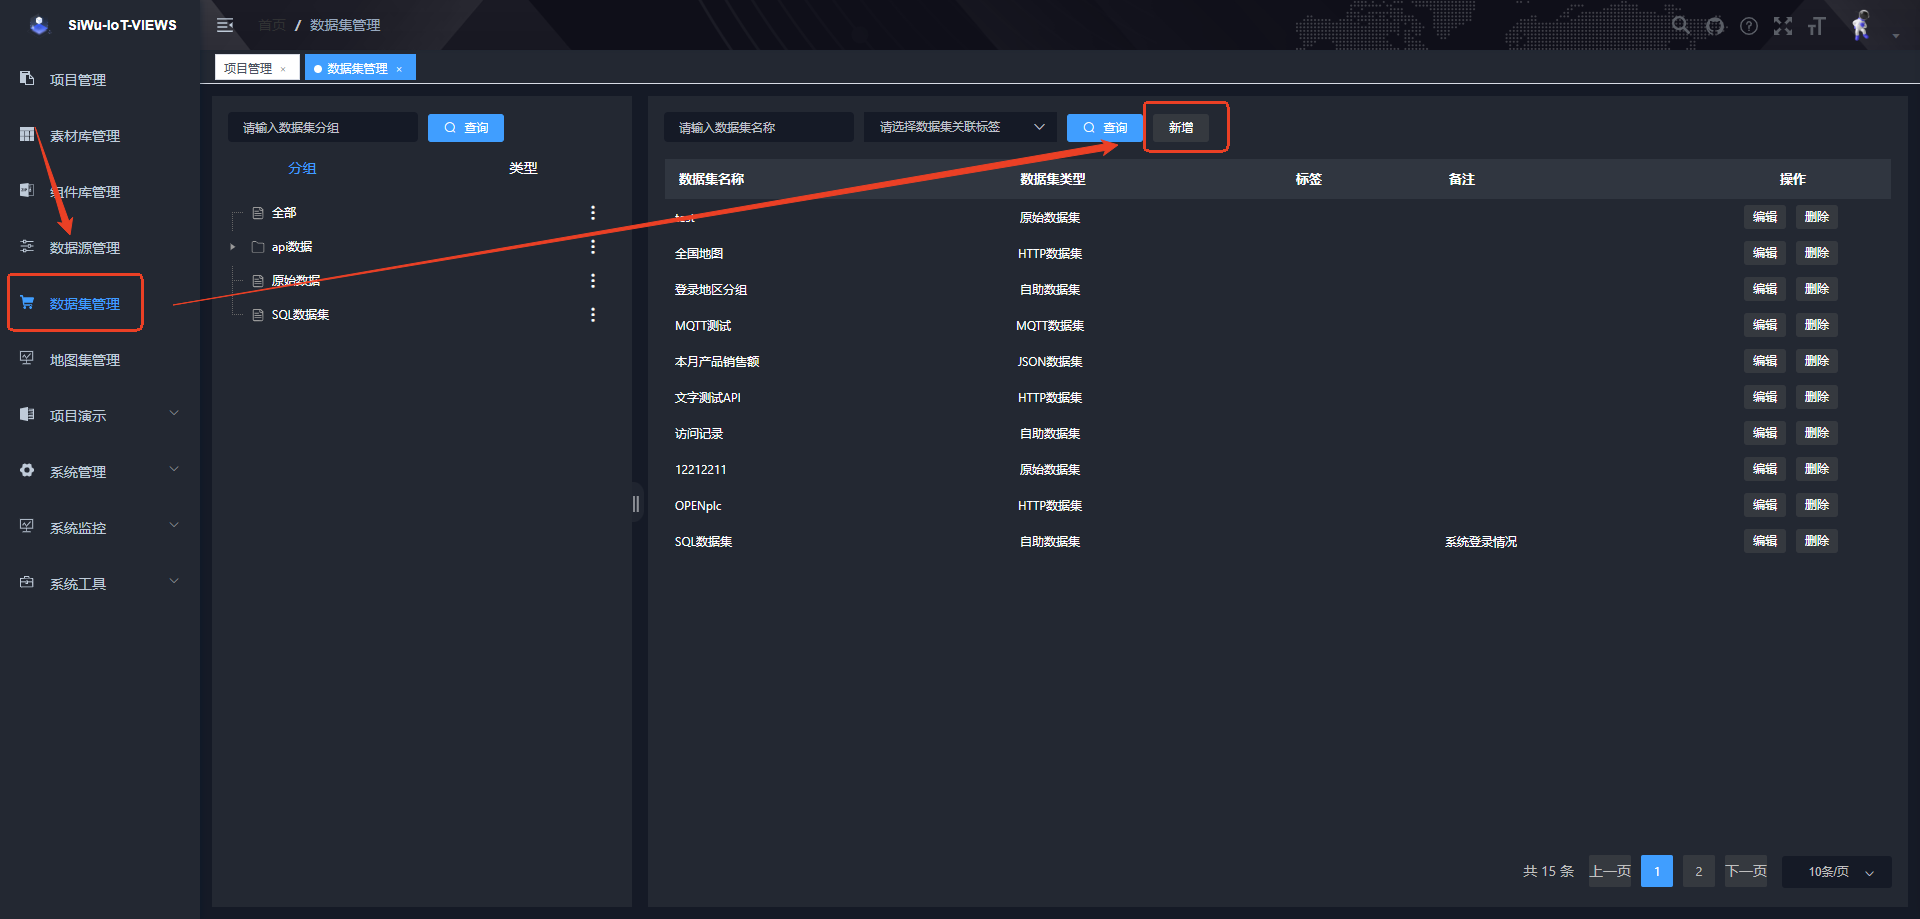 SiWu-IoT-VIEWS
首页 / 数据集管理
项目管理 ×
数据集管理 ×
项目管理
素材库管理
组件库管理
数据源管理
数据集管理
地图集管理
项目演示
系统管理
系统监控
系统工具
请输入数据集分组
查询
分组
类型
全部
api数据
原始数据
SQL数据集
请输入数据集名称
请选择数据集关联标签
查询
新增
数据集名称 数据集类型 标签 备注 操作
test 原始数据集 编辑 删除
全国地图 HTTP数据集 编辑 删除
登录地区分组 自助数据集 编辑 删除
MQTT测试 MQTT数据集 编辑 删除
本月产品销售额 JSON数据集 编辑 删除
文字测试API HTTP数据集 编辑 删除
访问记录 自助数据集 编辑 删除
12212211 原始数据集 编辑 删除
OPENplc HTTP数据集 编辑 删除
SQL数据集 自助数据集 系统登录情况 编辑 删除
共 15 条 上一页 1 2 下一页 10条/页